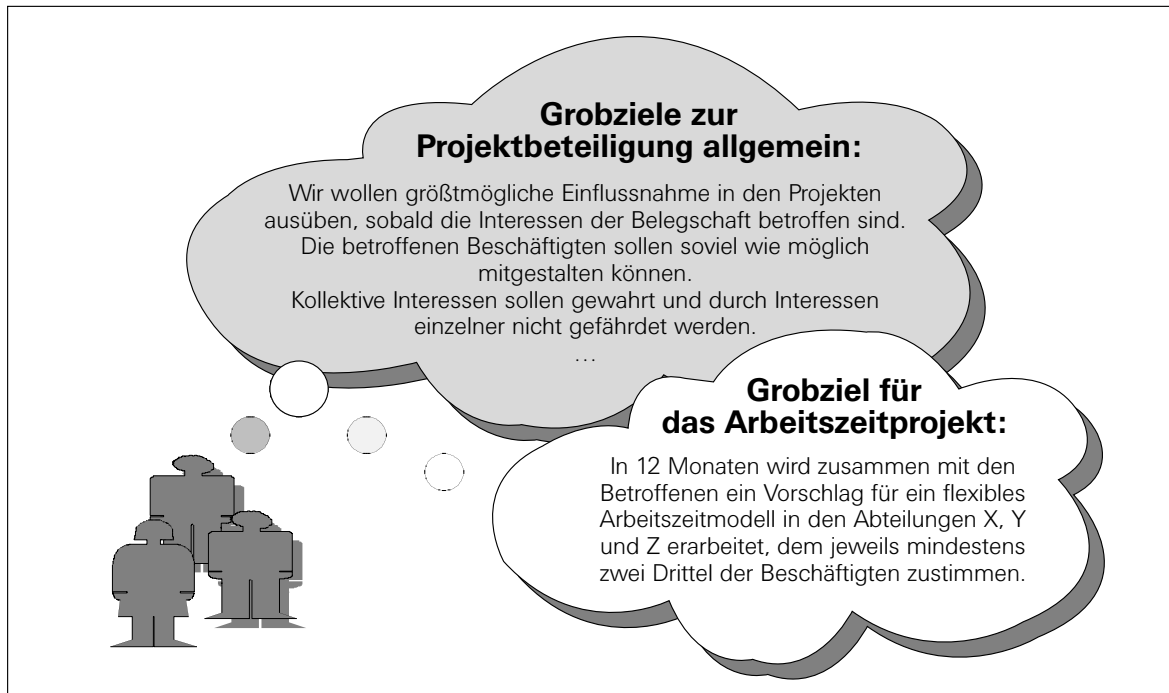 Grobziele zur
Projektbeteiligung allgemein:
Wir wollen größtmögliche Einflussnahme in den Projekten
ausüben, sobald die Interessen der Belegschaft betroffen sind.
Die betroffenen Beschäftigten sollen soviel wie möglich
mitgestalten können.
Kollektive Interessen sollen gewahrt und durch Interessen
einzelner nicht gefährdet werden.
...
Grobziel für
das Arbeitszeitprojekt:
In 12 Monaten wird zusammen mit den
Betroffenen ein Vorschlag für ein flexibles
Arbeitszeitmodell in den Abteilungen X, Y
und Z erarbeitet, dem jeweils mindestens
zwei Drittel der Beschäftigten zustimmen.